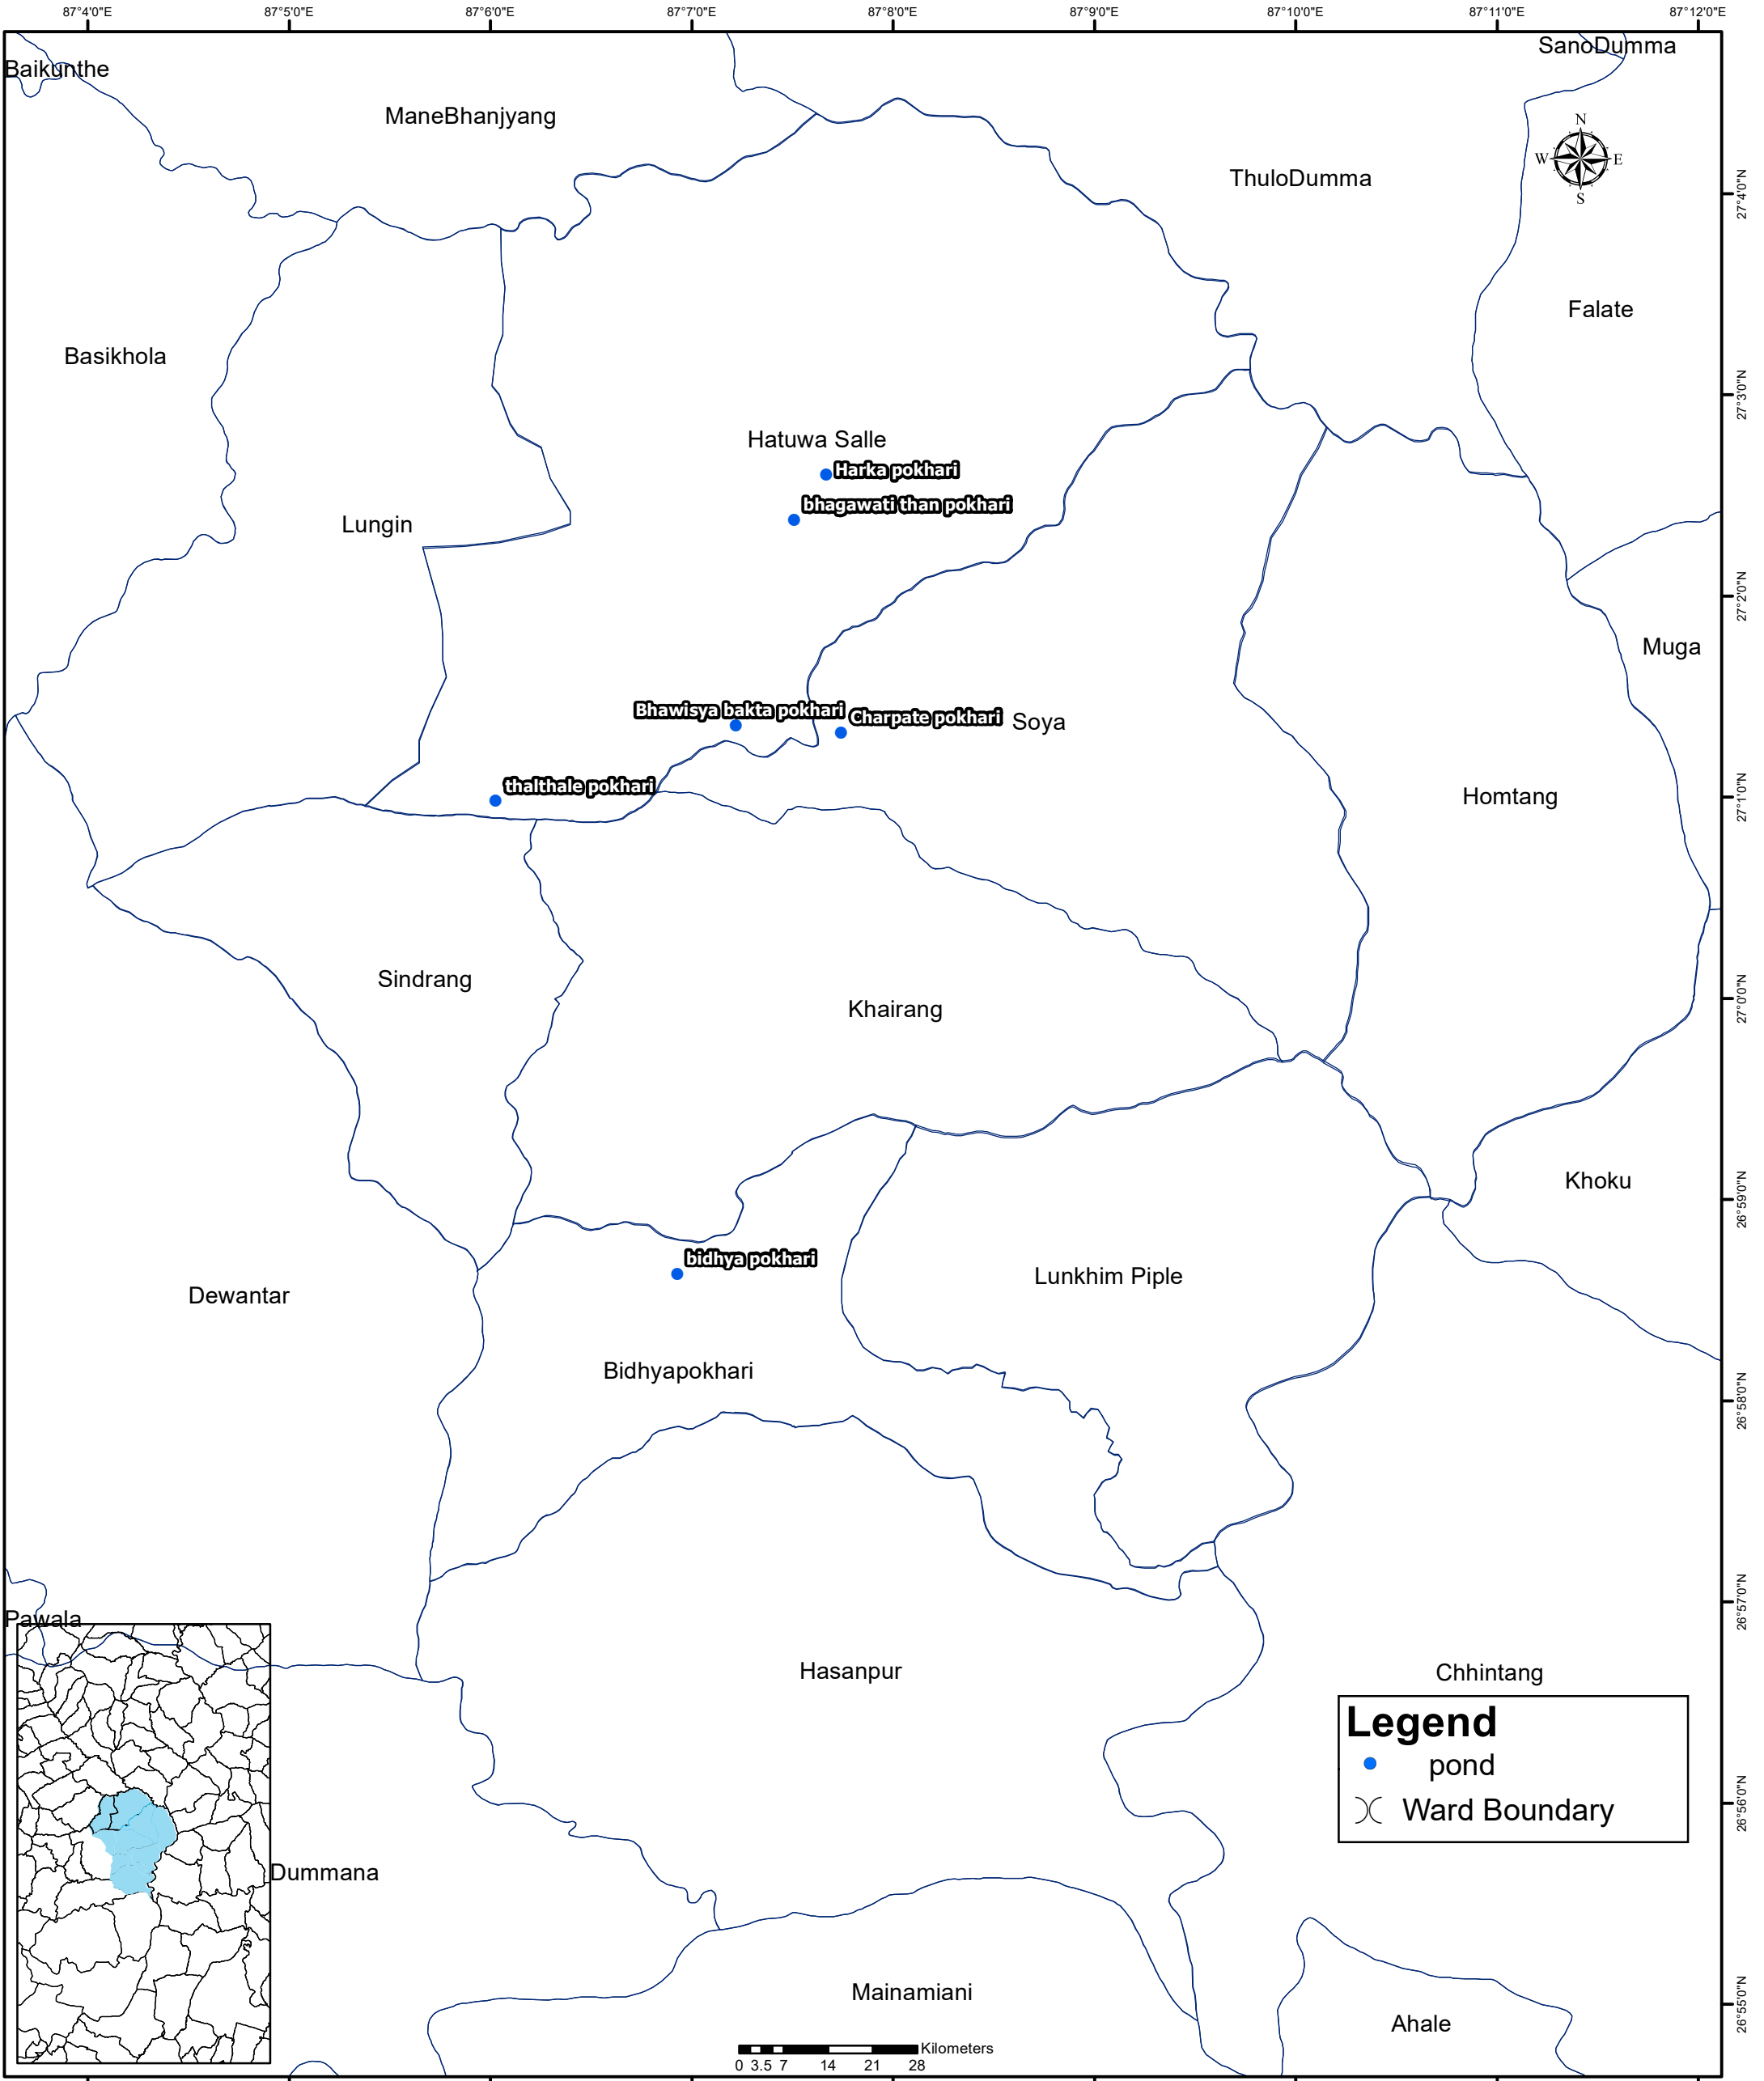 87°4'0"E 87°5'0"E 87°6'0"E 87°7'0"E 87°8'0"E 87°9'0"E 87°10'0"E 87°11'0"E 87°12'0"E
SanoDumma
Baikunthe
ManeBhanjyang
N
W E
S
ThuloDumma
27°4'0"N
Falate
Basikhola
27°3'0"N
Hatuwa Salle
Harka pokhari
bhagawati than pokhari
Lungin
27°2'0"N
Muga
Bhawisya bakta pokhari
Charpate pokhari
Soya
thalthale pokhari
Homtang
27°1'0"N
Sindrang
Khairang
27°0'0"N
Khoku
26°59'0"N
bidhya pokhari
Lunkhim Piple
Dewantar
Bidhyapokhari
26°58'0"N
26°57'0"N
Pawala
Hasanpur
Chhintang
Legend
pond
Ward Boundary
26°56'0"N
Dummana
Mainamiani
26°55'0"N
Ahale
Kilometers
0 3.5 7 14 21 28